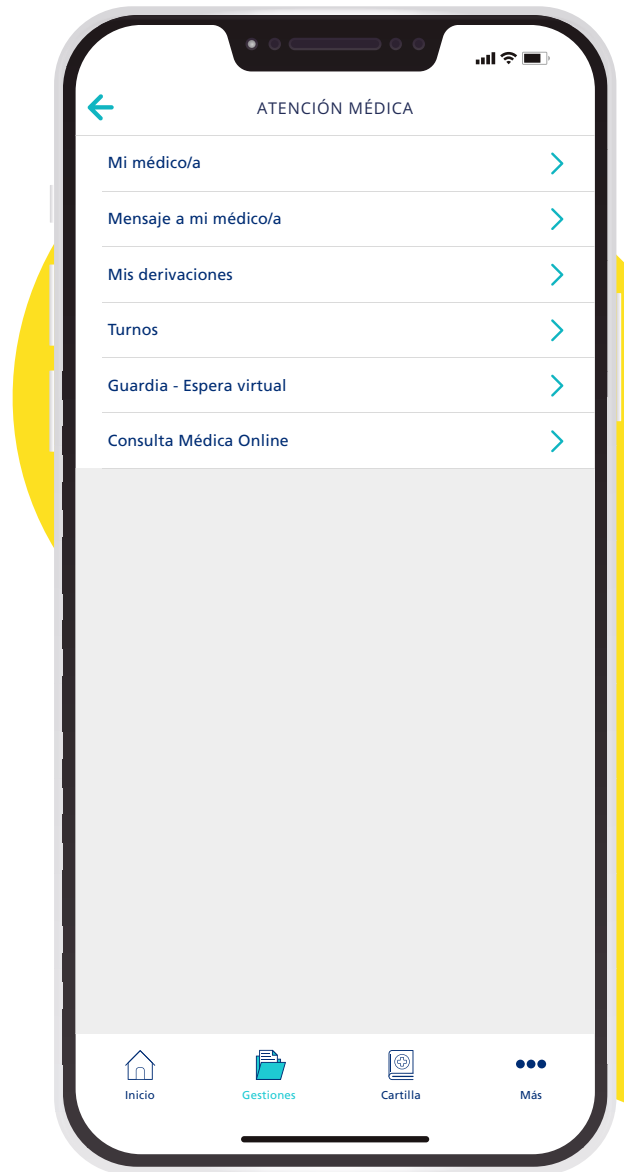 ATENCIÓN MÉDICA
Mi médico/a
Mensaje a mi médico/a
Mis derivaciones
Turnos
Guardia - Espera virtual
Consulta Médica Online
Inicio
Gestiones
Cartilla
Más